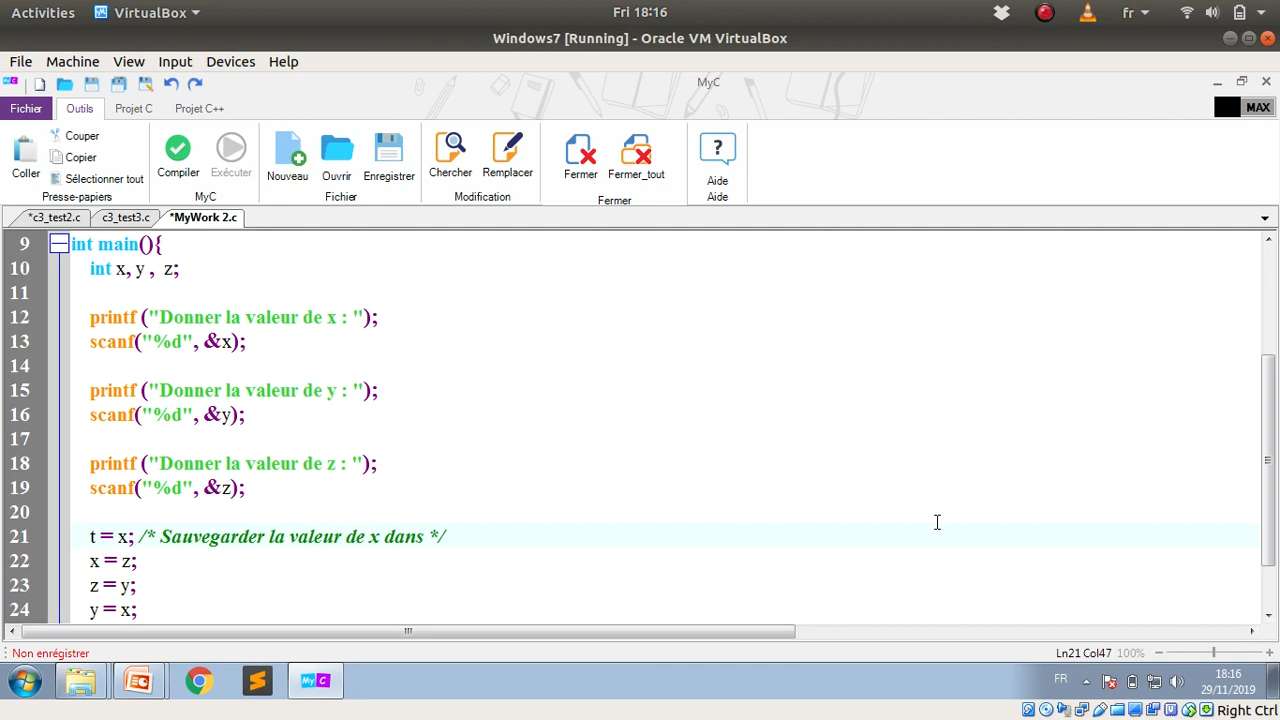 Activities VirtualBox Fri 18:16 fr
Windows7 [Running] - Oracle VM VirtualBox
File Machine View Input Devices Help
MyC
Fichier Outils Projet C Projet C++ MAX
Coller Couper Copier Sélectionner tout Compiler Exécuter Nouveau Ouvrir Enregistrer Chercher Remplacer Fermer Fermer_tout Aide
Presse-papiers MyC Fichier Modification Fermer Aide
*c3_test2.c c3_test3.c *MyWork 2.c
9 int main(){
10 int x, y , z;
11
12 printf ("Donner la valeur de x : ");
13 scanf("%d", &x);
14
15 printf ("Donner la valeur de y : ");
16 scanf("%d", &y);
17
18 printf ("Donner la valeur de z : ");
19 scanf("%d", &z);
20
21 t = x; /* Sauvegarder la valeur de x dans */
22 x = z;
23 z = y;
24 y = x;
Non enrégistrer Ln21 Col47 100%
MyC FR 18:16
29/11/2019
Right Ctrl